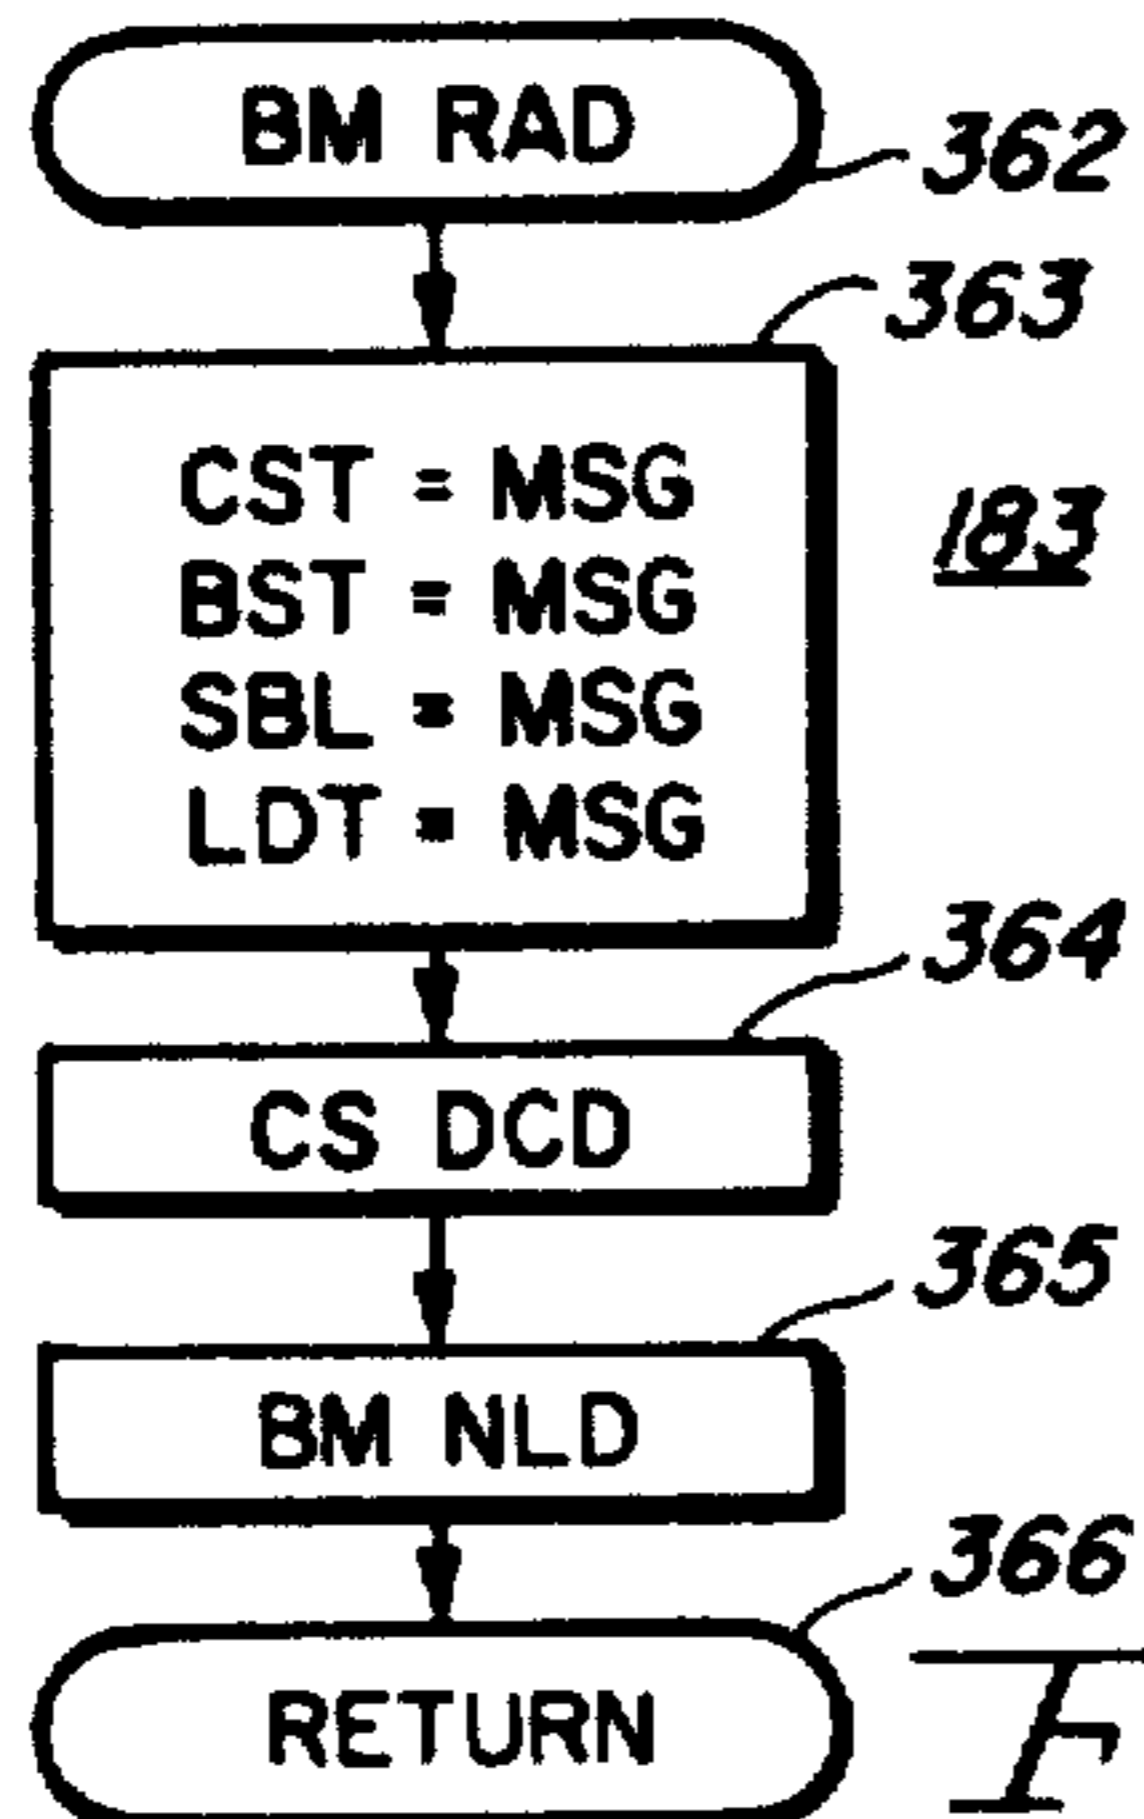 BM RAD
362
363
CST = MSG
BST = MSG
SBL = MSG
LDT = MSG
183
364
CS DCD
365
BM NLD
366
RETURN
F